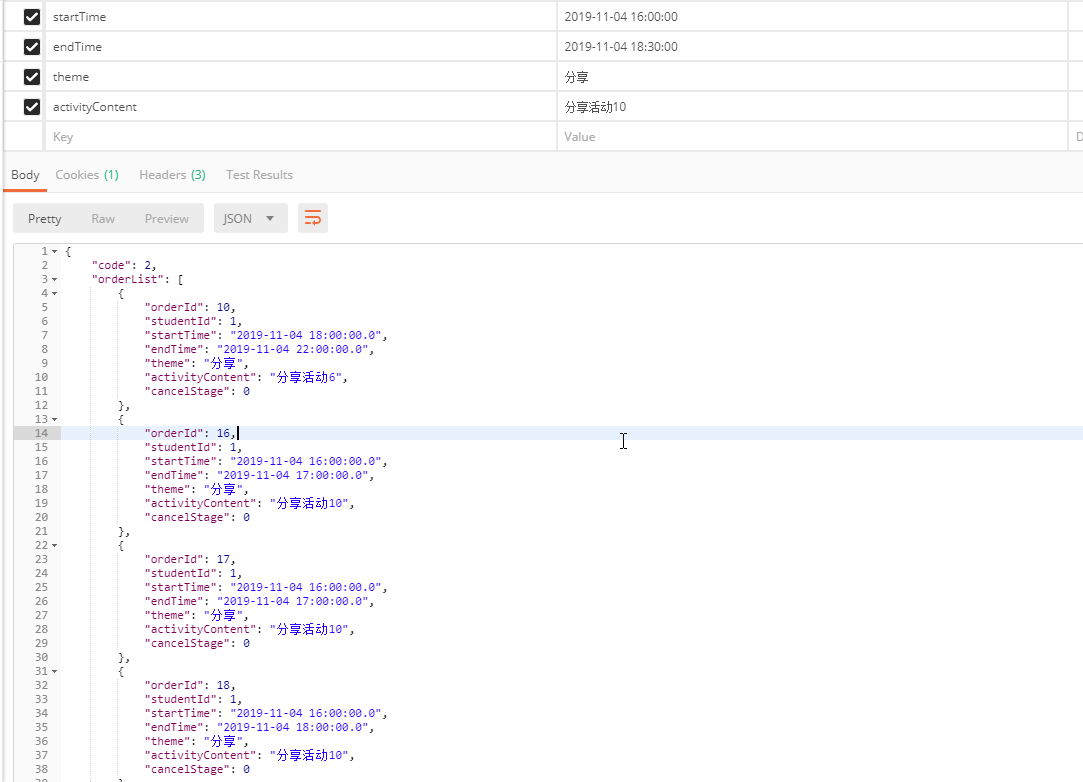 startTime 2019-11-04 16:00:00
endTime 2019-11-04 18:30:00
theme 分享
activityContent 分享活动10
Key Value D
Body Cookies (1) Headers (3) Test Results
Pretty Raw Preview JSON
1 {
2 "code": 2,
3 "orderList": [
4 {
5 "orderId": 10,
6 "studentId": 1,
7 "startTime": "2019-11-04 18:00:00.0",
8 "endTime": "2019-11-04 22:00:00.0",
9 "theme": "分享",
10 "activityContent": "分享活动6",
11 "cancelStage": 0
12 },
13 {
14 "orderId": 16,
15 "studentId": 1,
16 "startTime": "2019-11-04 16:00:00.0",
17 "endTime": "2019-11-04 17:00:00.0",
18 "theme": "分享",
19 "activityContent": "分享活动10",
20 "cancelStage": 0
21 },
22 {
23 "orderId": 17,
24 "studentId": 1,
25 "startTime": "2019-11-04 16:00:00.0",
26 "endTime": "2019-11-04 17:00:00.0",
27 "theme": "分享",
28 "activityContent": "分享活动10",
29 "cancelStage": 0
30 },
31 {
32 "orderId": 18,
33 "studentId": 1,
34 "startTime": "2019-11-04 16:00:00.0",
35 "endTime": "2019-11-04 18:00:00.0",
36 "theme": "分享",
37 "activityContent": "分享活动10",
38 "cancelStage": 0